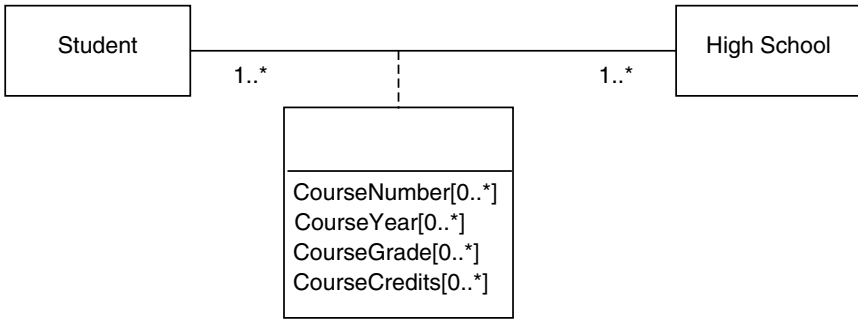 Student
High School
1..*
1..*
CourseNumber[0..*]
CourseYear[0..*]
CourseGrade[0..*]
CourseCredits[0..*]